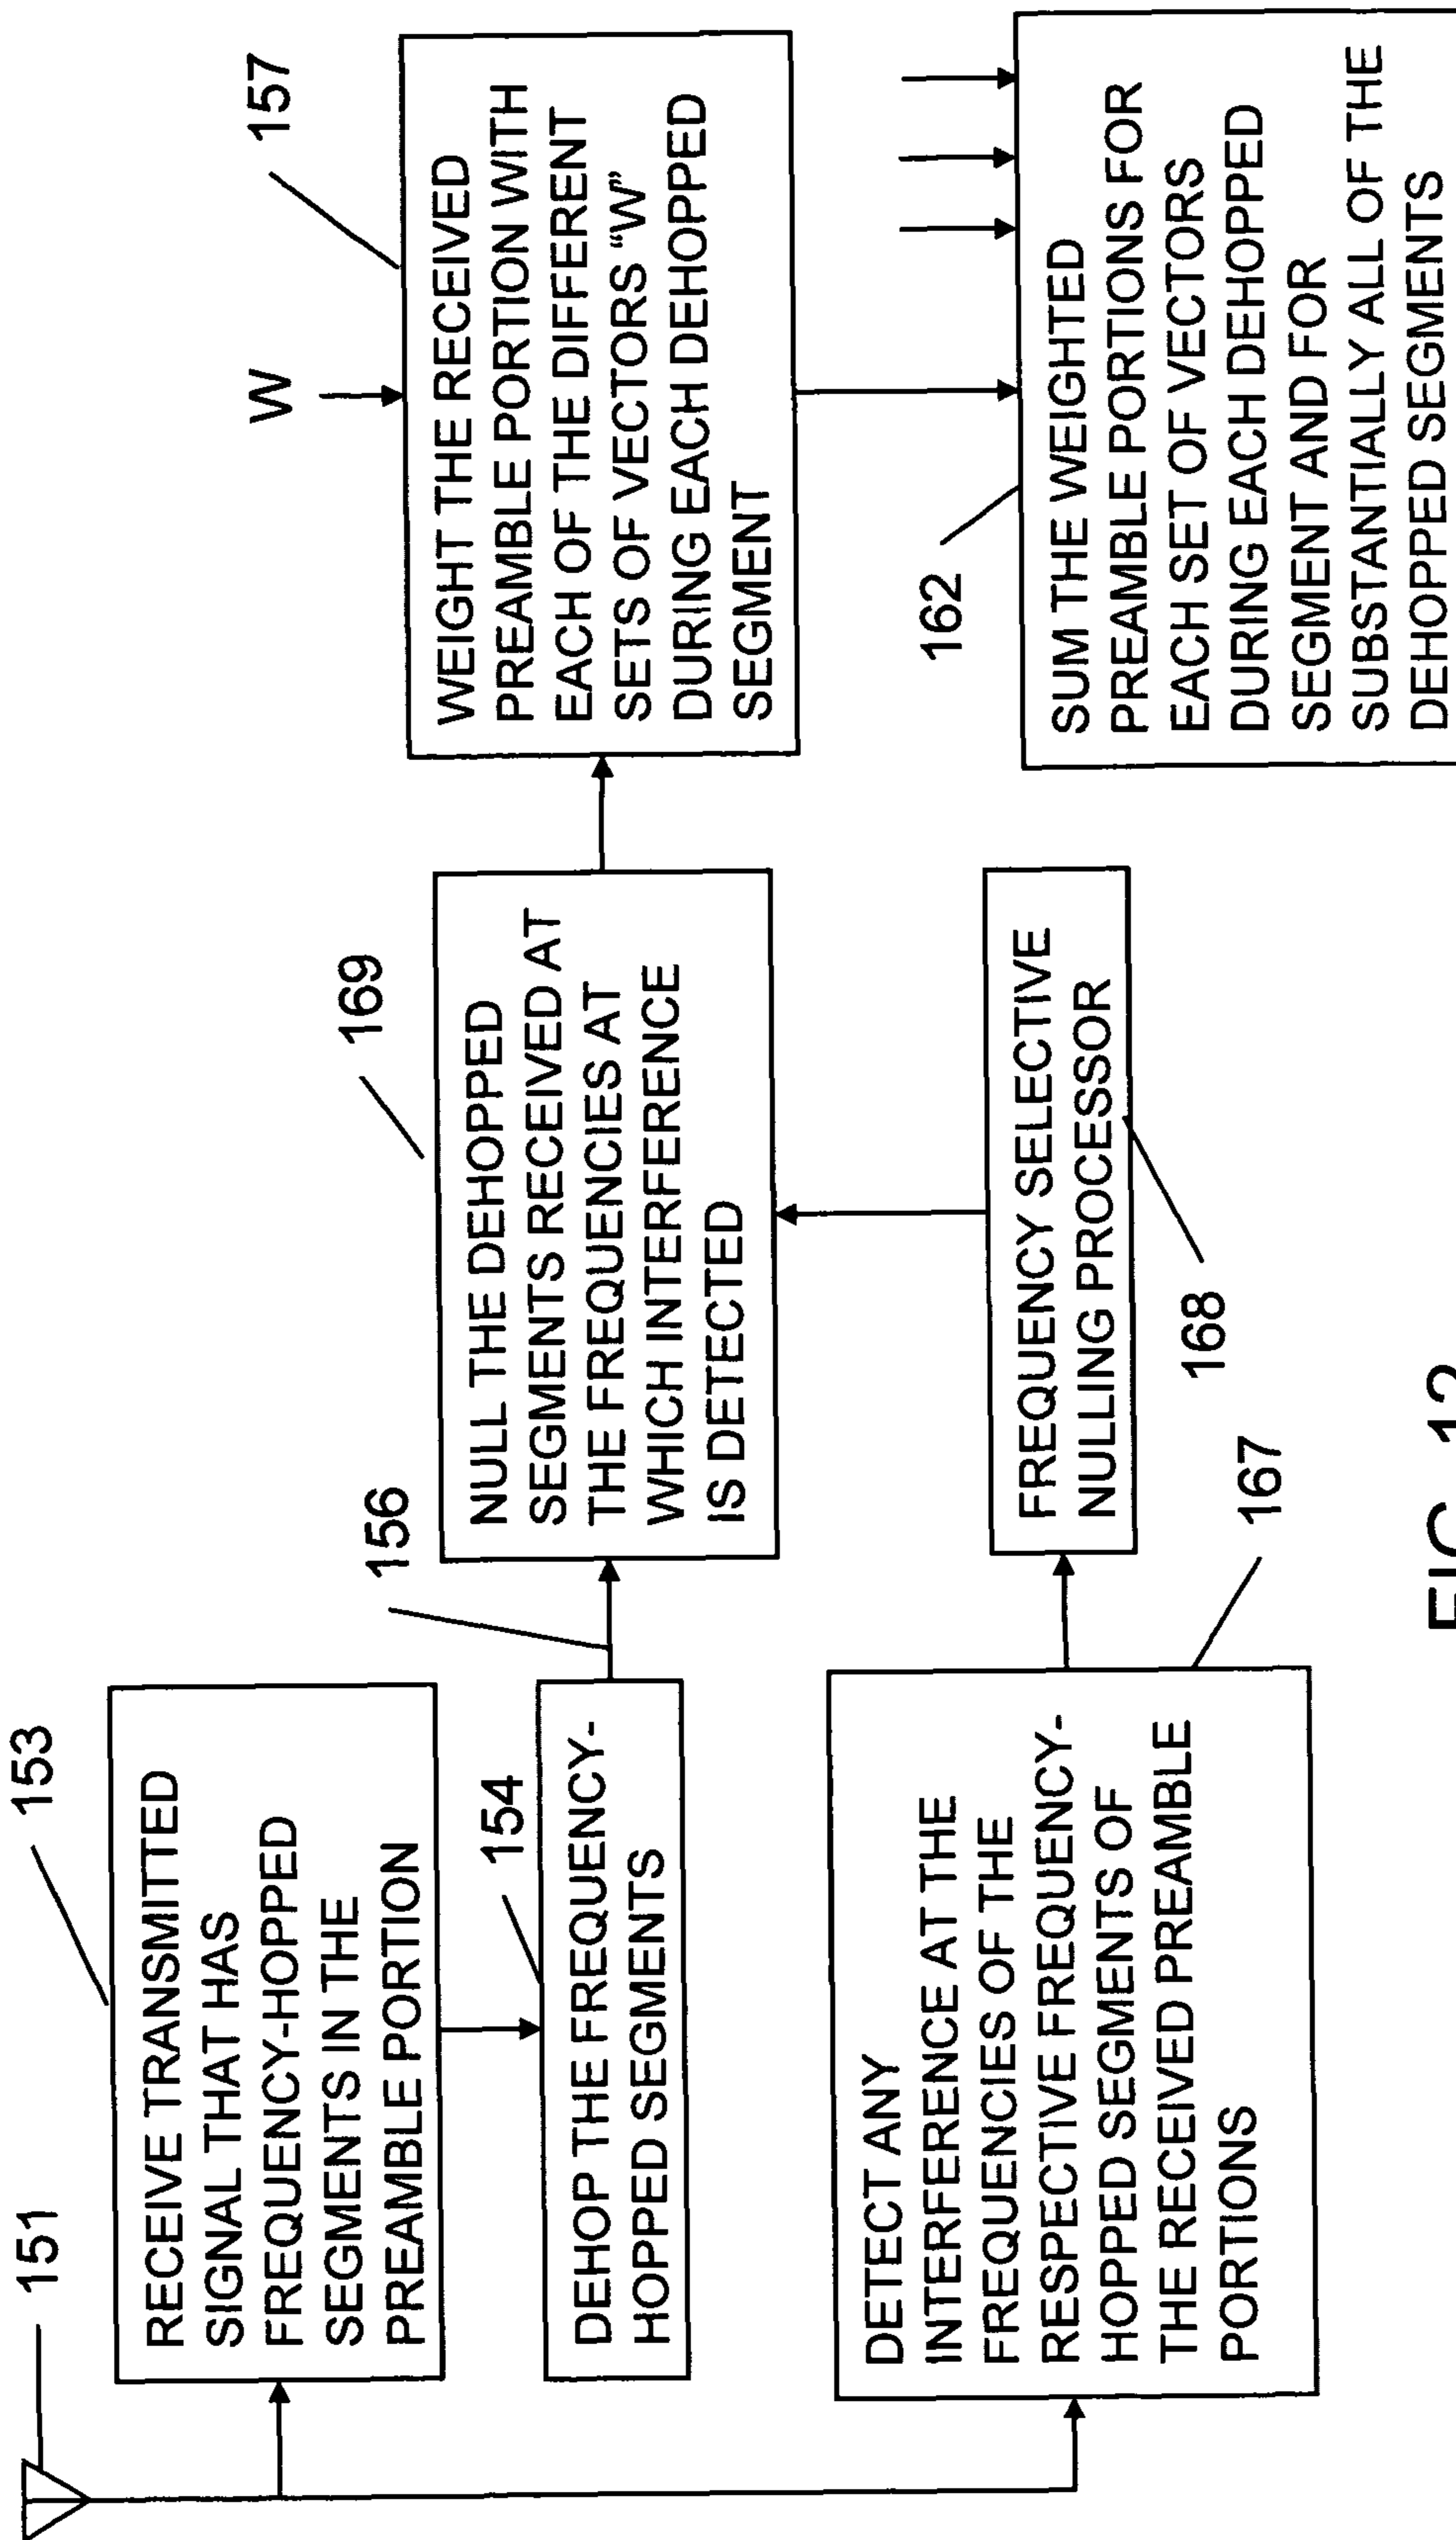 151
153
RECEIVE TRANSMITTED
SIGNAL THAT HAS
FREQUENCY-HOPPED
SEGMENTS IN THE
PREAMBLE PORTION
154
DEHOP THE FREQUENCY-
HOPPED SEGMENTS
156
DETECT ANY
INTERFERENCE AT THE
FREQUENCIES OF THE
RESPECTIVE FREQUENCY-
HOPPED SEGMENTS OF
THE RECEIVED PREAMBLE
PORTIONS
167
169
NULL THE DEHOPPED
SEGMENTS RECEIVED AT
THE FREQUENCIES AT
WHICH INTERFERENCE
IS DETECTED
FREQUENCY SELECTIVE
NULLING PROCESSOR
168
W
157
WEIGHT THE RECEIVED
PREAMBLE PORTION WITH
EACH OF THE DIFFERENT
SETS OF VECTORS “W”
DURING EACH DEHOPPED
SEGMENT
162
SUM THE WEIGHTED
PREAMBLE PORTIONS FOR
EACH SET OF VECTORS
DURING EACH DEHOPPED
SEGMENT AND FOR
SUBSTANTIALLY ALL OF THE
DEHOPPED SEGMENTS
FIG. 12